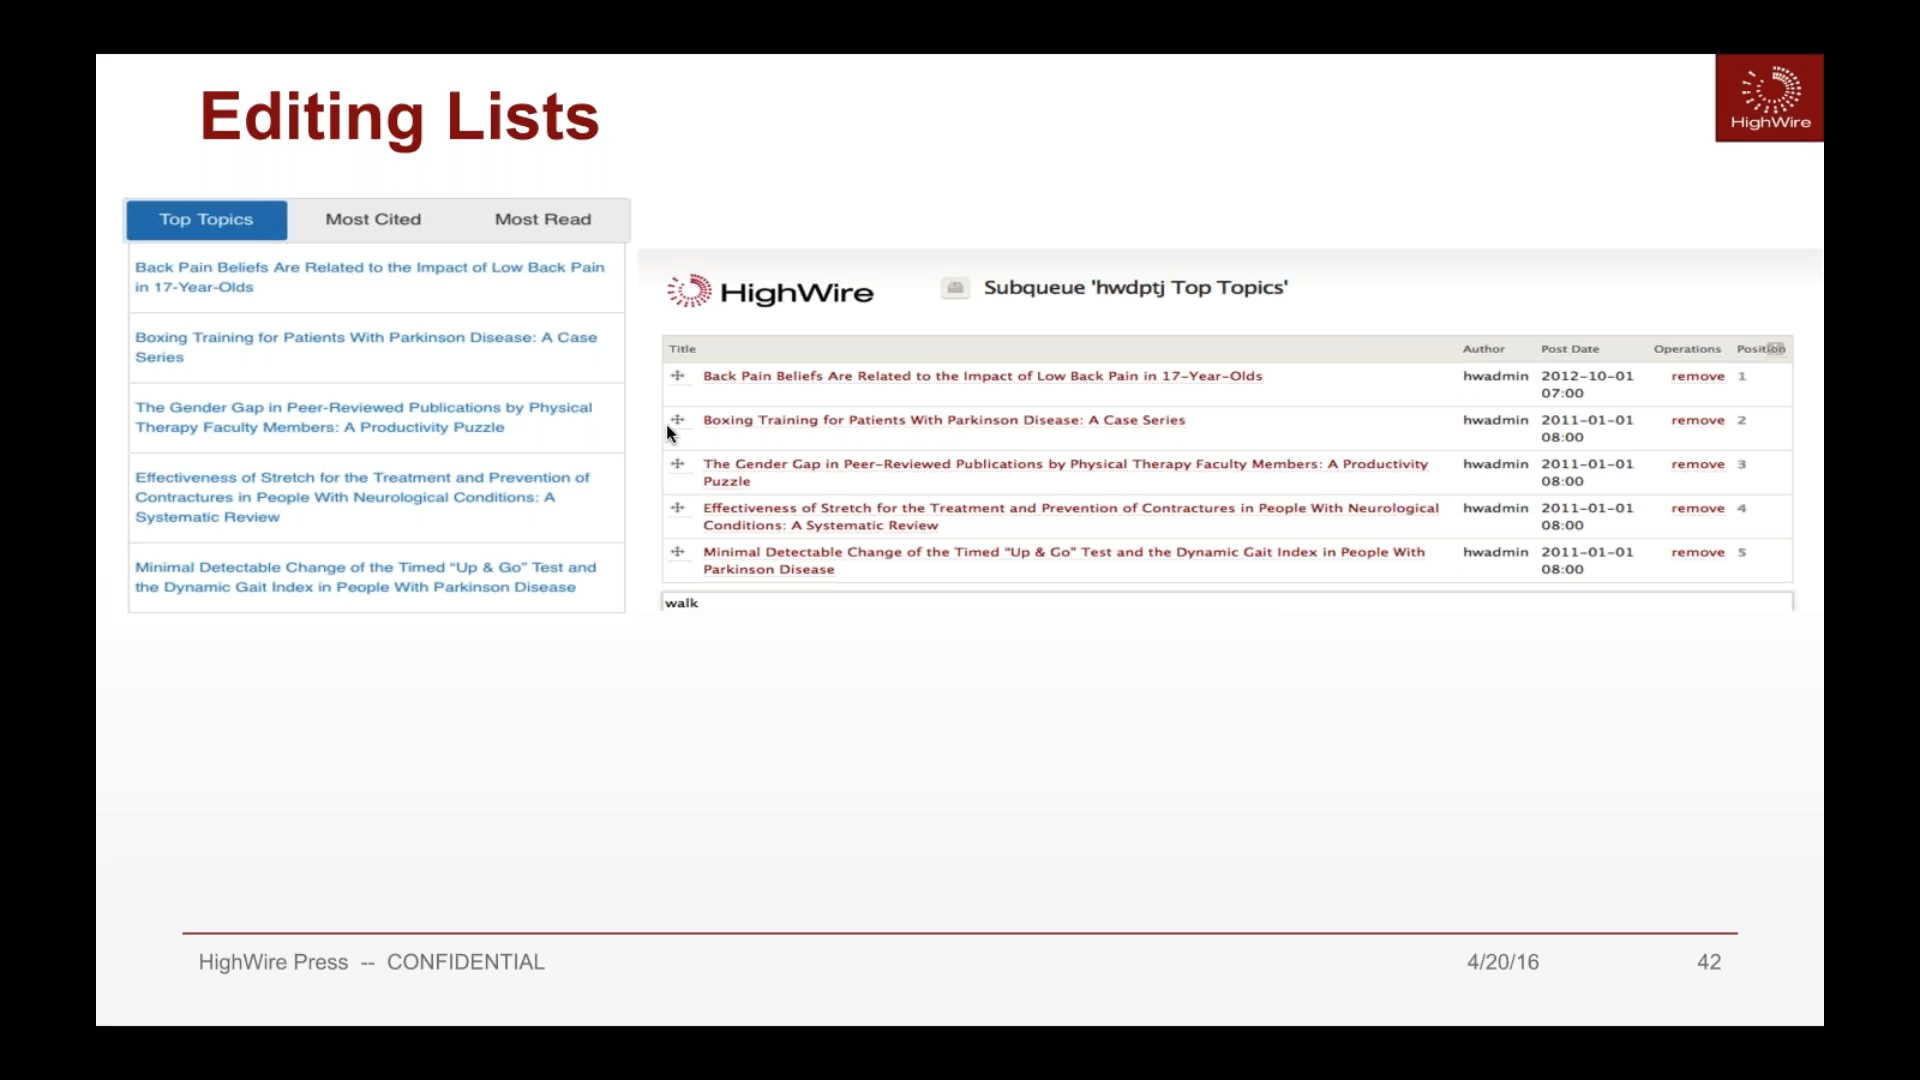 Editing Lists
HighWire
Top Topics Most Cited Most Read
Back Pain Beliefs Are Related to the Impact of Low Back Pain
in 17-Year-Olds
Boxing Training for Patients With Parkinson Disease: A Case
Series
The Gender Gap in Peer-Reviewed Publications by Physical
Therapy Faculty Members: A Productivity Puzzle
Effectiveness of Stretch for the Treatment and Prevention of
Contractures in People With Neurological Conditions: A
Systematic Review
Minimal Detectable Change of the Timed “Up & Go” Test and
the Dynamic Gait Index in People With Parkinson Disease
HighWire Subqueue 'hwdptj Top Topics'
Title Author Post Date Operations Position
Back Pain Beliefs Are Related to the Impact of Low Back Pain in 17-Year-Olds hwadmin 2012-10-01 remove 1
07:00
Boxing Training for Patients With Parkinson Disease: A Case Series hwadmin 2011-01-01 remove 2
08:00
The Gender Gap in Peer-Reviewed Publications by Physical Therapy Faculty Members: A Productivity hwadmin 2011-01-01 remove 3
Puzzle 08:00
Effectiveness of Stretch for the Treatment and Prevention of Contractures in People With Neurological hwadmin 2011-01-01 remove 4
Conditions: A Systematic Review 08:00
Minimal Detectable Change of the Timed “Up & Go” Test and the Dynamic Gait Index in People With hwadmin 2011-01-01 remove 5
Parkinson Disease 08:00
walk
HighWire Press -- CONFIDENTIAL 4/20/16 42